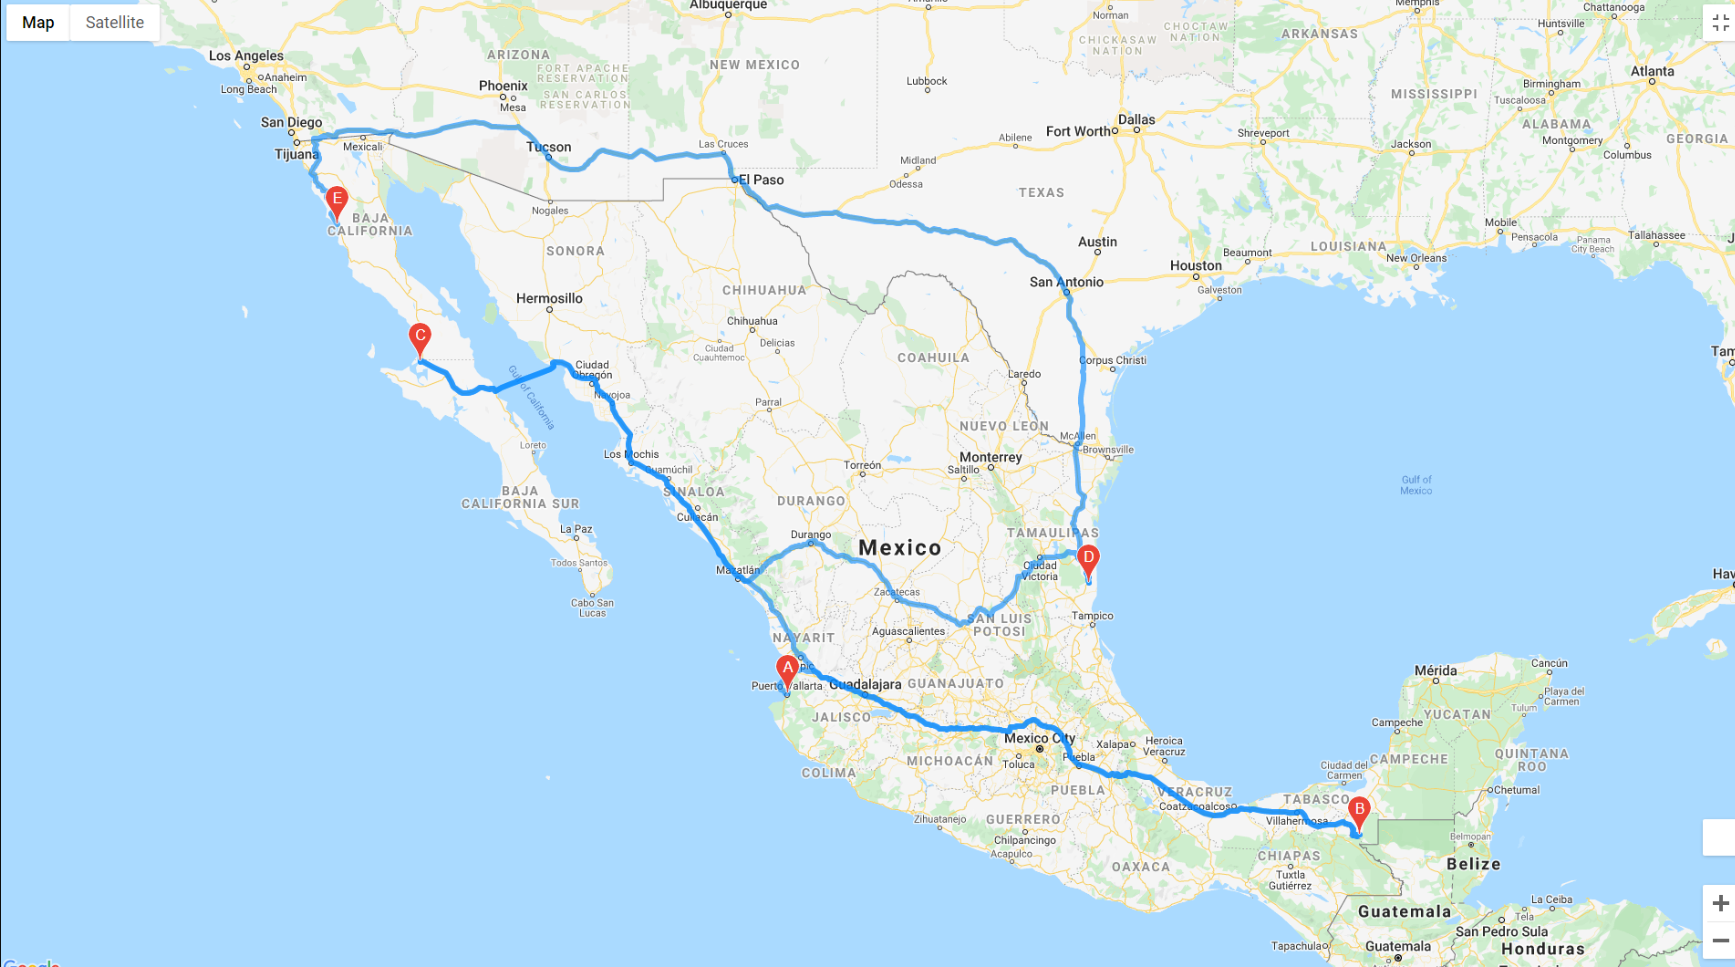 Map
Satellite
Albuquerque
Norman
Memphis
Chattanooga
Huntsville
CHOCTAW
NATION
CHICKASAW
NATION
ARKANSAS
Los Angeles
Anaheim
Long Beach
ARIZONA
FORT APACHE
RESERVATION
SAN CARLOS
RESERVATION
Phoenix
Mesa
NEW MEXICO
Lubbock
Atlanta
Birmingham
Tuscaloosa
MISSISSIPPI
ALABAMA
GEORGIA
San Diego
Tijuana
Mexicali
Tucson
Las Cruces
El Paso
Fort Worth
Dallas
Abilene
Midland
Odessa
Shreveport
Jackson
Montgomery
Columbus
TEXAS
Nogales
E
BAJA
CALIFORNIA
SONORA
Austin
Houston
Beaumont
LOUISIANA
Mobile
Pensacola
Panama
City Beach
Tallahassee
New Orleans
San Antonio
Galveston
Hermosillo
CHIHUAHUA
Chihuahua
Ciudad
Cuauhtemoc
Delicias
COAHUILA
Corpus Christi
Laredo
C
Ciudad
Obregón
Navojoa
Gulf of California
Parral
NUEVO LEON
McAllen
Brownsville
Loreto
Los Mochis
Guamúchil
Torreón
Monterrey
Saltillo
SINALOA
Culiacán
BAJA
CALIFORNIA SUR
DURANGO
Gulf of
Mexico
La Paz
Todos Santos
Cabo San
Lucas
Durango
Mexico
TAMAULIPAS
D
Ciudad
Victoria
Mazatlán
Zacatecas
SAN LUIS
POTOSI
Tampico
Aguascalientes
NAYARIT
A
Puerto Vallarta
Guadalajara
GUANAJUATO
JALISCO
Mérida
Cancún
Playa del
Carmen
Tulum
YUCATAN
Campeche
CAMPECHE
QUINTANA
ROO
Mexico City
Toluca
Xalapa
Heroica
Veracruz
Puebla
MICHOACÁN
COLIMA
PUEBLA
VERACRUZ
Coatzacoalcos
Ciudad del
Carmen
TABASCO
B
Villahermosa
Chetumal
Zihuatanejo
GUERRERO
Chilpancingo
Acapulco
OAXACA
CHIAPAS
Tuxtla
Gutiérrez
Belmopan
Belize
Guatemala
La Ceiba
Tela
San Pedro Sula
Honduras
Tapachula
Guatemala
Google